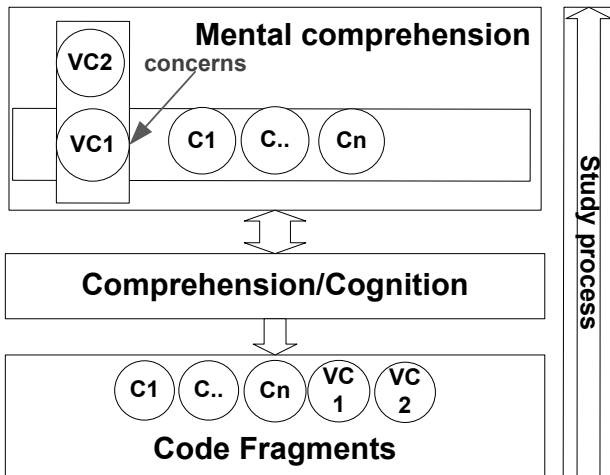 Mental comprehension
VC2
concerns
VC1
C1
C..
Cn
Study process
Comprehension/Cognition
C1
C..
Cn
VC
1
VC
2
Code Fragments